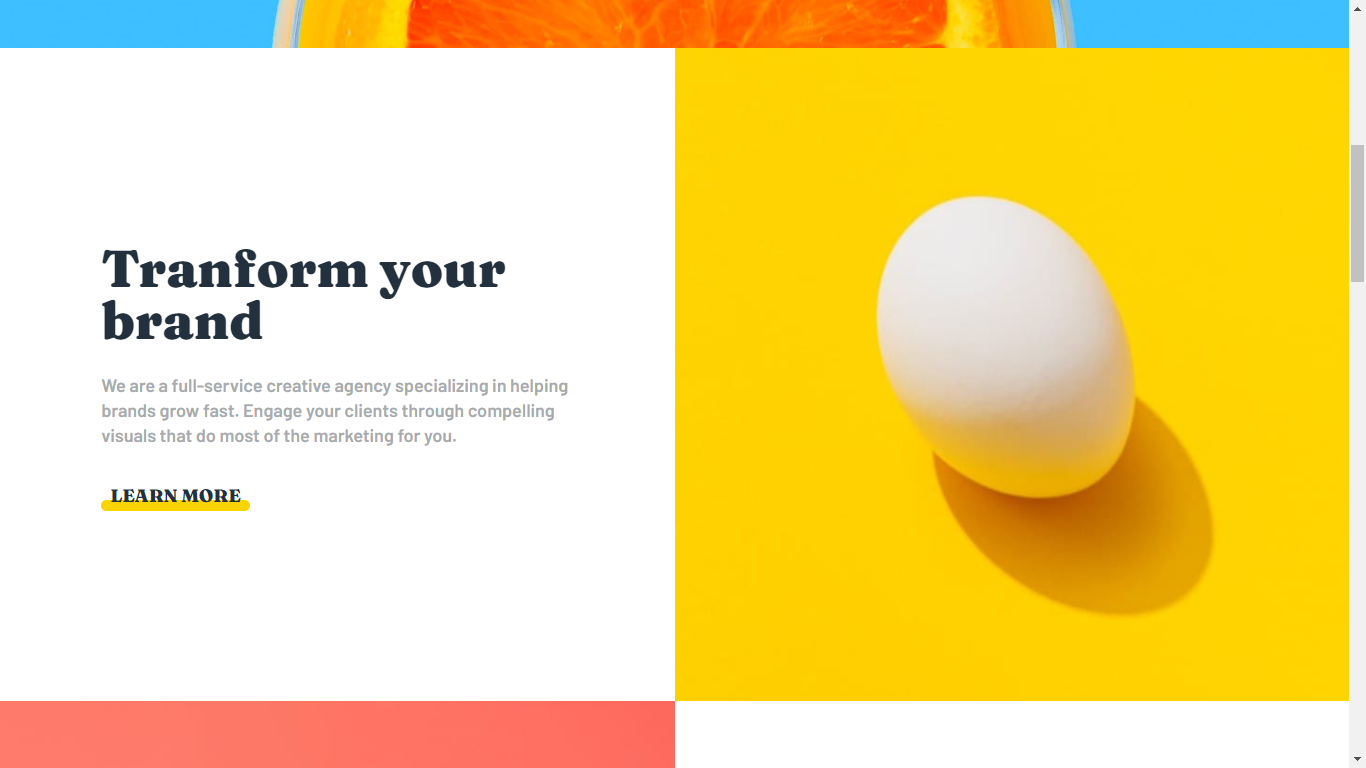 Tranform your
brand
We are a full-service creative agency specializing in helping
brands grow fast. Engage your clients through compelling
visuals that do most of the marketing for you.
LEARN MORE